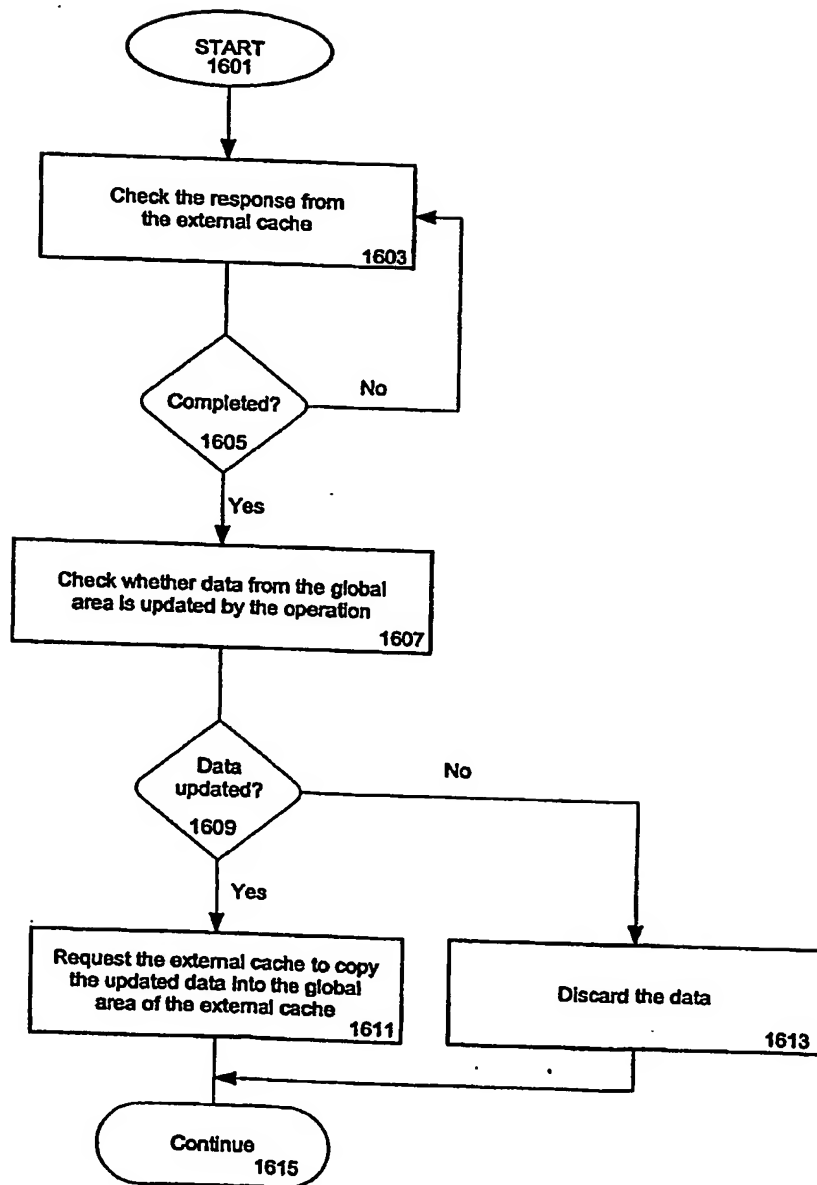 START
1601
Check the response from
the external cache
1603
Completed?
1605
No
Yes
Check whether data from the global
area is updated by the operation
1607
Data
updated?
1609
No
Yes
Request the external cache to copy
the updated data into the global
area of the external cache
1611
Discard the data
1613
Continue
1615